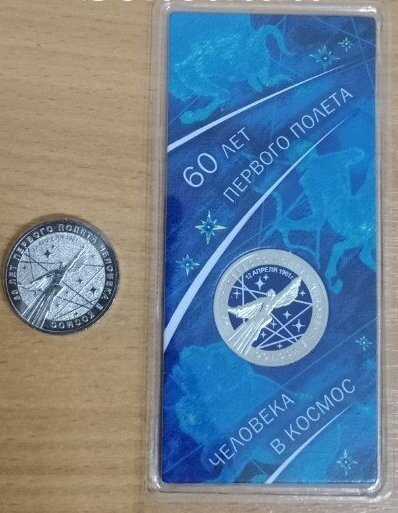 60 ЛЕТ
ПЕРВОГО ПОЛЕТА
12 АПРЕЛЯ 1961 г.
ЧЕЛОВЕКА
В КОСМОС
60 ЛЕТ ПЕРВОГО ПОЛЕТА ЧЕЛОВЕКА В КОСМОС